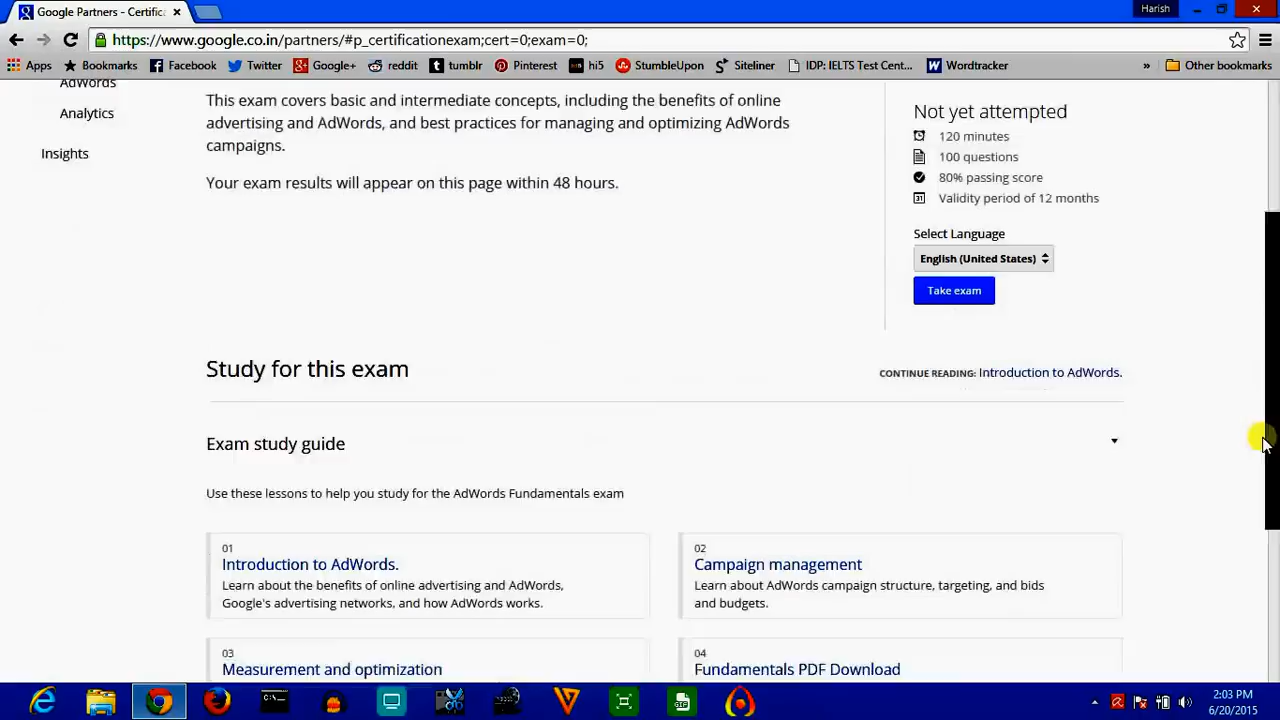 Google Partners - Certific
Harish
https://www.google.co.in/partners/#p_certificationexam;cert=0;exam=0;
Apps
Bookmarks
Facebook
Twitter
Google+
reddit
tumblr
Pinterest
hi5
StumbleUpon
Siteliner
IDP: IELTS Test Cent...
Wordtracker
»
Other bookmarks
AdWords
Analytics
Insights
This exam covers basic and intermediate concepts, including the benefits of online
advertising and AdWords, and best practices for managing and optimizing AdWords
campaigns.
Your exam results will appear on this page within 48 hours.
Not yet attempted
120 minutes
100 questions
80% passing score
31 Validity period of 12 months
Select Language
English (United States)
Take exam
Study for this exam
CONTINUE READING: Introduction to AdWords.
Exam study guide
Use these lessons to help you study for the AdWords Fundamentals exam
01
Introduction to AdWords.
Learn about the benefits of online advertising and AdWords,
Google's advertising networks, and how AdWords works.
02
Campaign management
Learn about AdWords campaign structure, targeting, and bids
and budgets.
03
Measurement and optimization
04
Fundamentals PDF Download
GIF
2:03 PM
6/20/2015